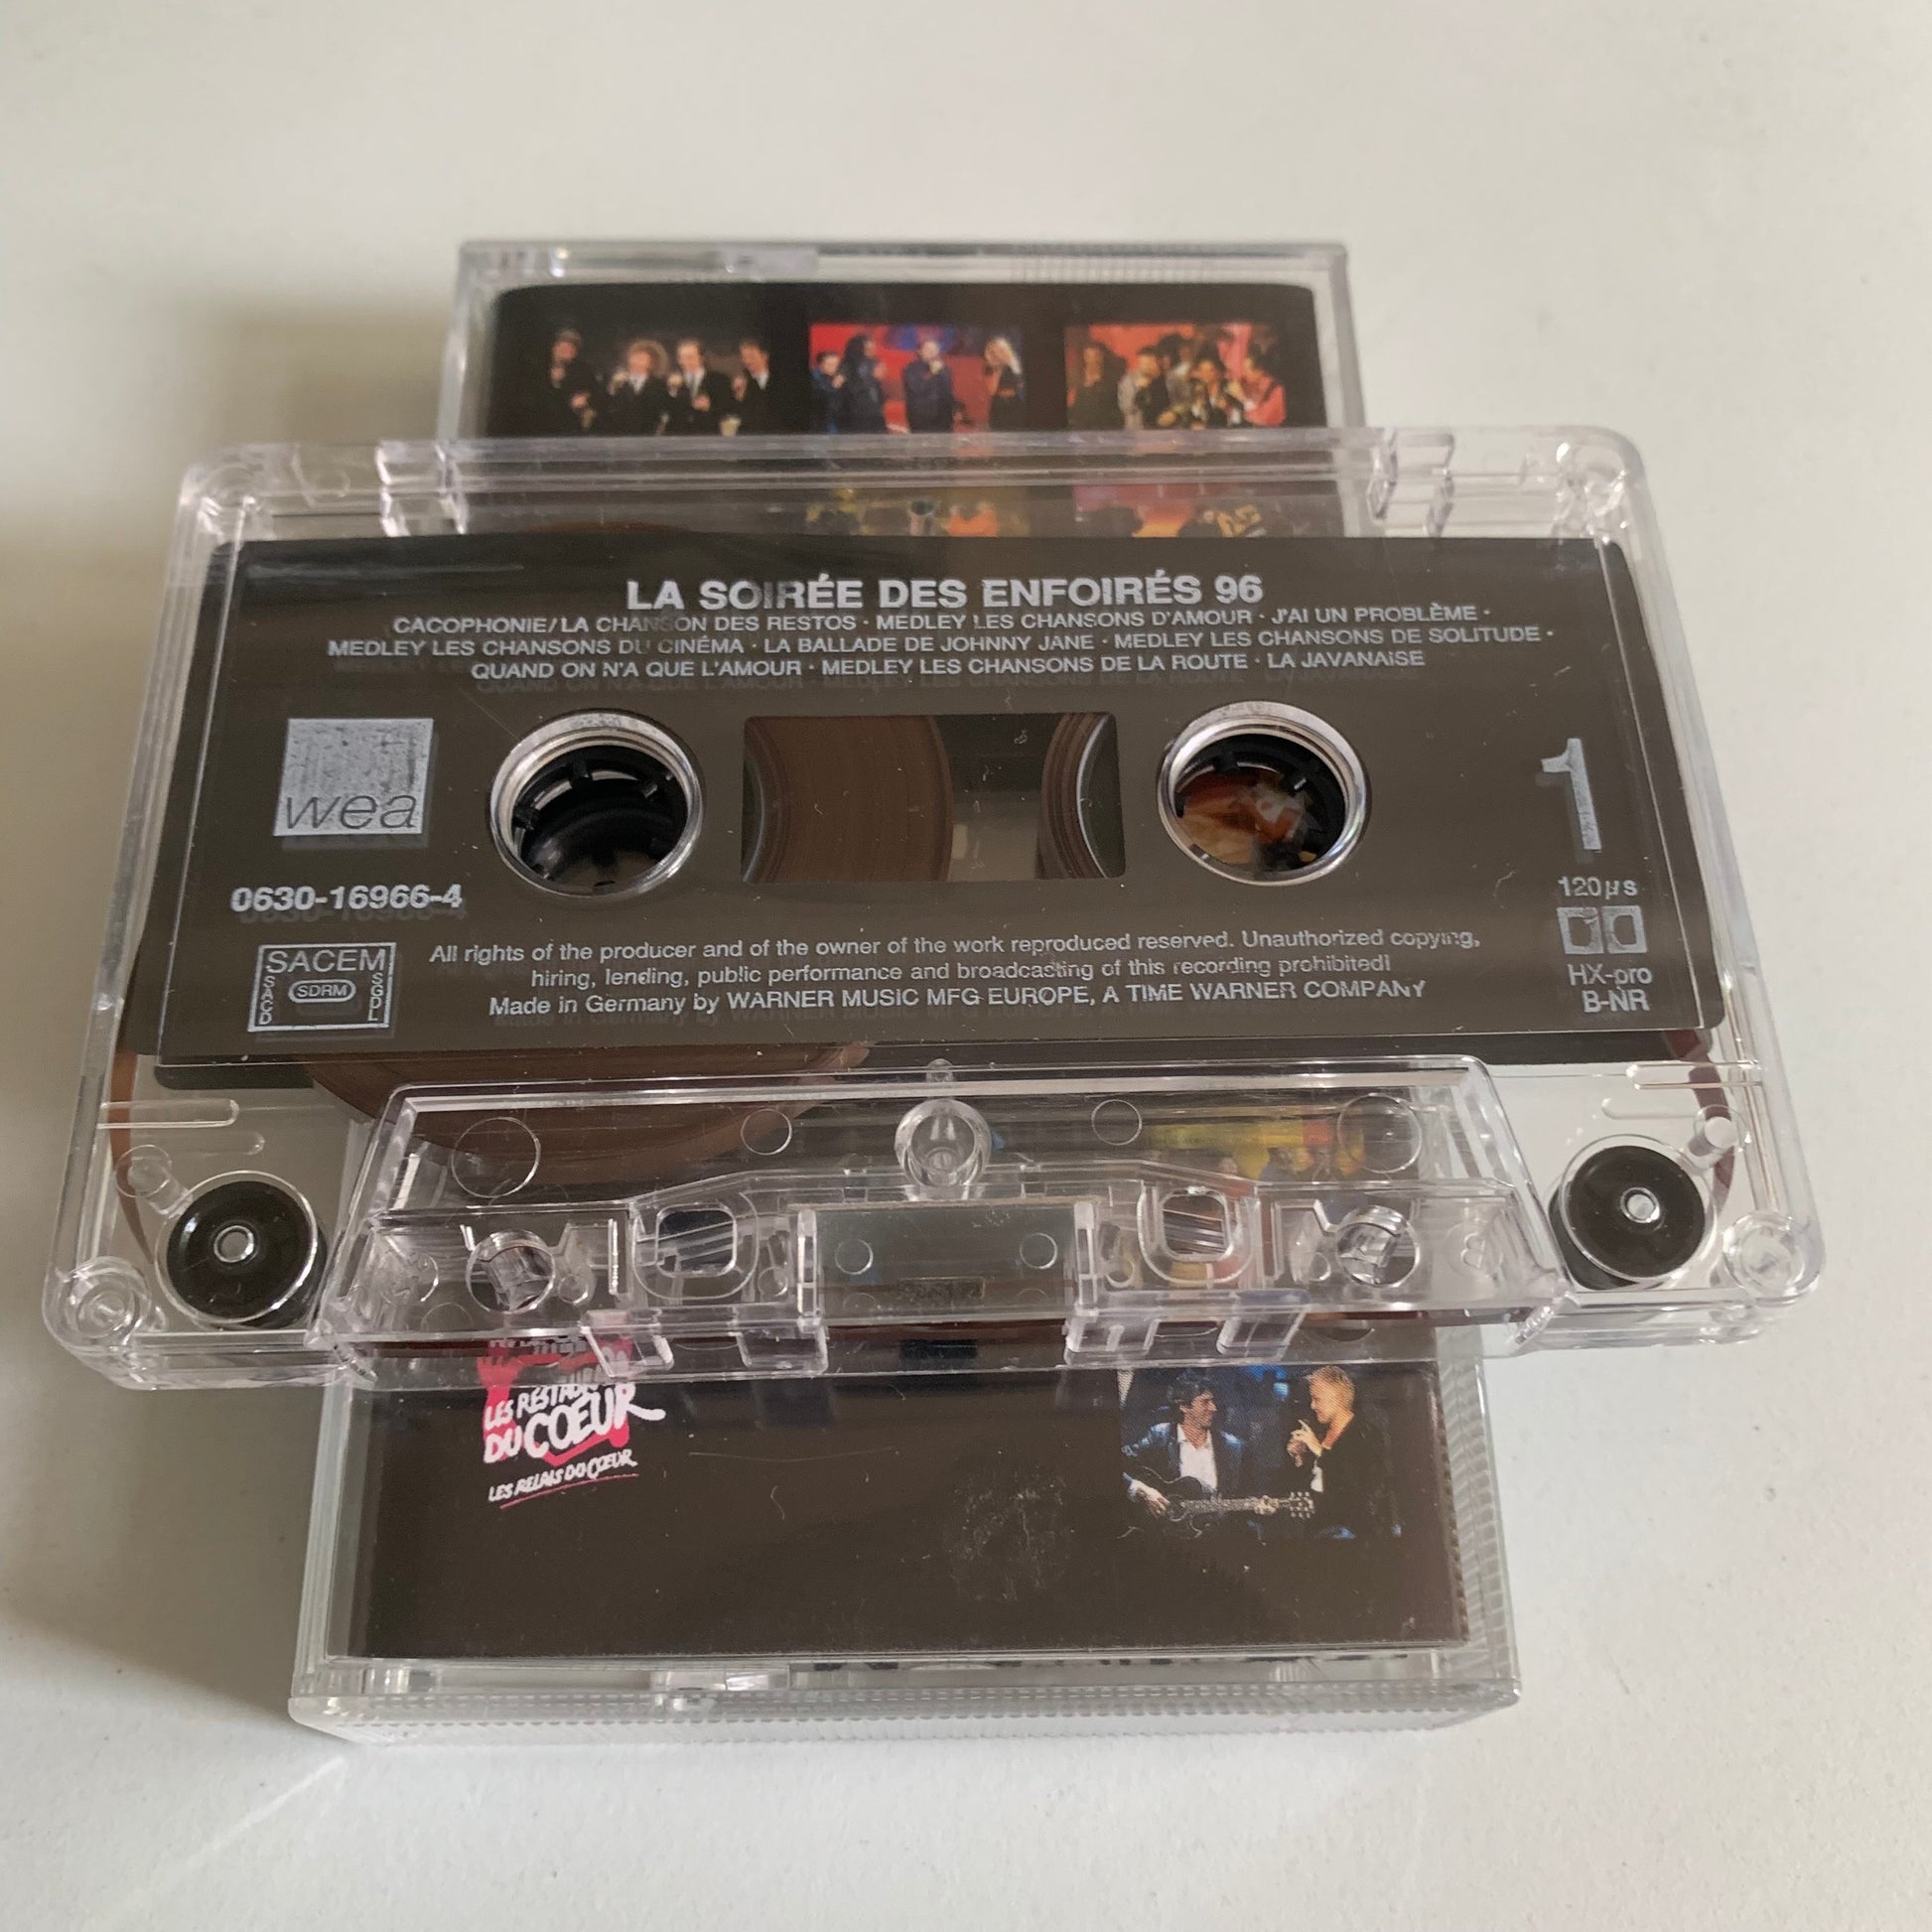 LA SOIRÉE DES ENFOIRÉS 96
CACOPHONIE/LA CHANSON DES RESTOS · MEDLEY LES CHANSONS D'AMOUR · J'AI UN PROBLÈME ·
MEDLEY LES CHANSONS DU CINÉMA · LA BALLADE DE JOHNNY JANE · MEDLEY LES CHANSONS DE SOLITUDE ·
QUAND ON N'A QUE L'AMOUR · MEDLEY LES CHANSONS DE LA ROUTE · LA JAVANAISE
wea
1
0630-16966-4
120µs
SACEM
SACD
SDRM
SGDL
All rights of the producer and of the owner of the work reproduced reserved. Unauthorized copying,
hiring, lending, public performance and broadcasting of this recording prohibited!
Made in Germany by WARNER MUSIC MFG EUROPE, A TIME WARNER COMPANY
HX-pro
B-NR
LES
DU CŒUR
LES RELAIS DU CŒUR